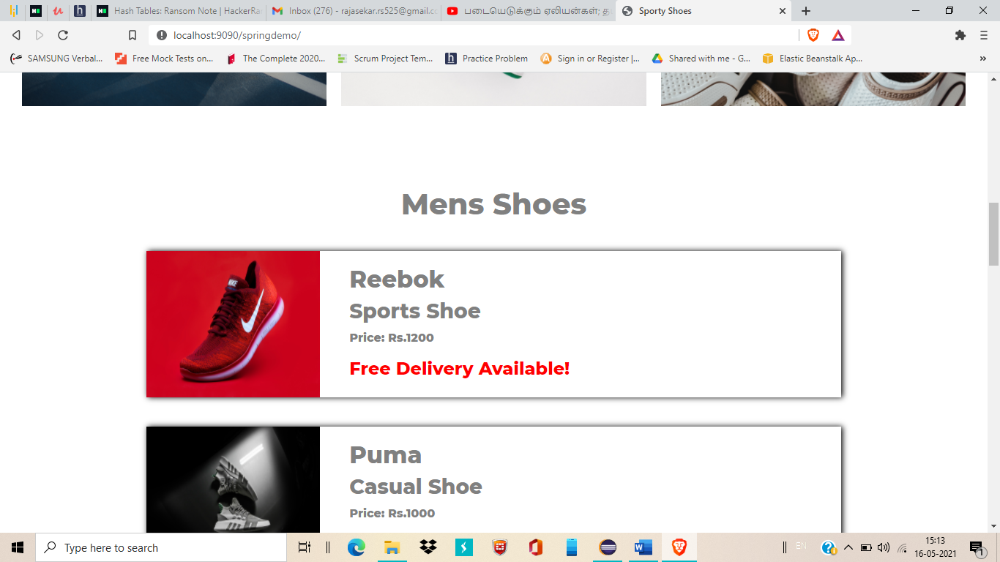 Hash Tables: Ransom Note | HackerRa
Inbox (276) - rajasekar.rs525@gmail.co
படையெடுக்கும் ஏலியன்கள்; த
Sporty Shoes
localhost:9090/springdemo/
SAMSUNG Verbal...
Free Mock Tests on...
The Complete 2020...
Scrum Project Tem...
Practice Problem
Sign in or Register |...
Shared with me - G...
Elastic Beanstalk Ap...
»
Mens Shoes
NIKE
Reebok
Sports Shoe
Price: Rs.1200
Free Delivery Available!
Puma
Casual Shoe
Price: Rs.1000
Type here to search
EN
15:13
16-05-2021
1